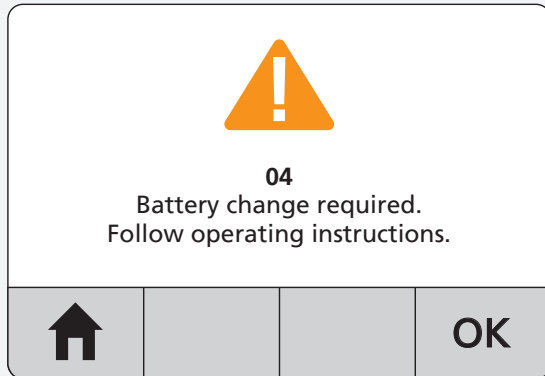 04
Battery change required.
Follow operating instructions.
OK